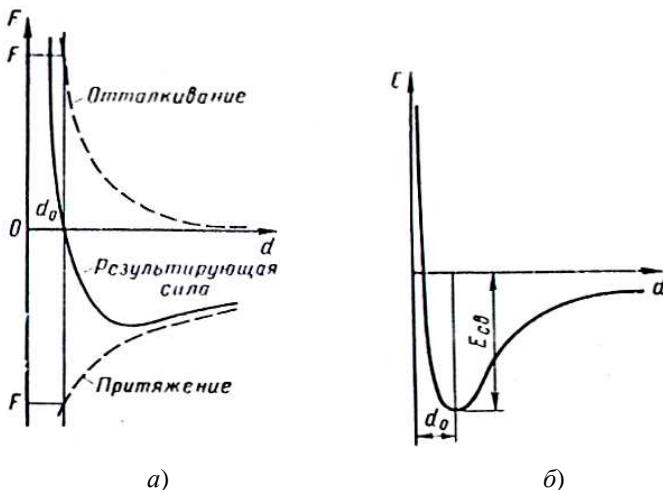 F
F
Отталкивание
d₀
0
d
Результирующая
сила
F
Притяжение
а)
E
d
Eсв
d₀
б)